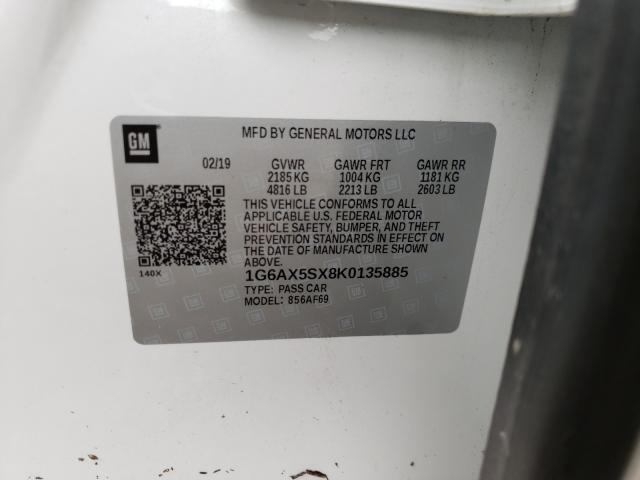 GM
MFD BY GENERAL MOTORS LLC
02/19 GVWR GAWR FRT GAWR RR
2185 KG 1004 KG 1181 KG
4816 LB 2213 LB 2603 LB
THIS VEHICLE CONFORMS TO ALL
APPLICABLE U.S. FEDERAL MOTOR
VEHICLE SAFETY, BUMPER, AND THEFT
PREVENTION STANDARDS IN EFFECT ON
THE DATE OF MANUFACTURE SHOWN
ABOVE.
140X
1G6AX5SX8K0135885
TYPE: PASS CAR
MODEL: 856AF69